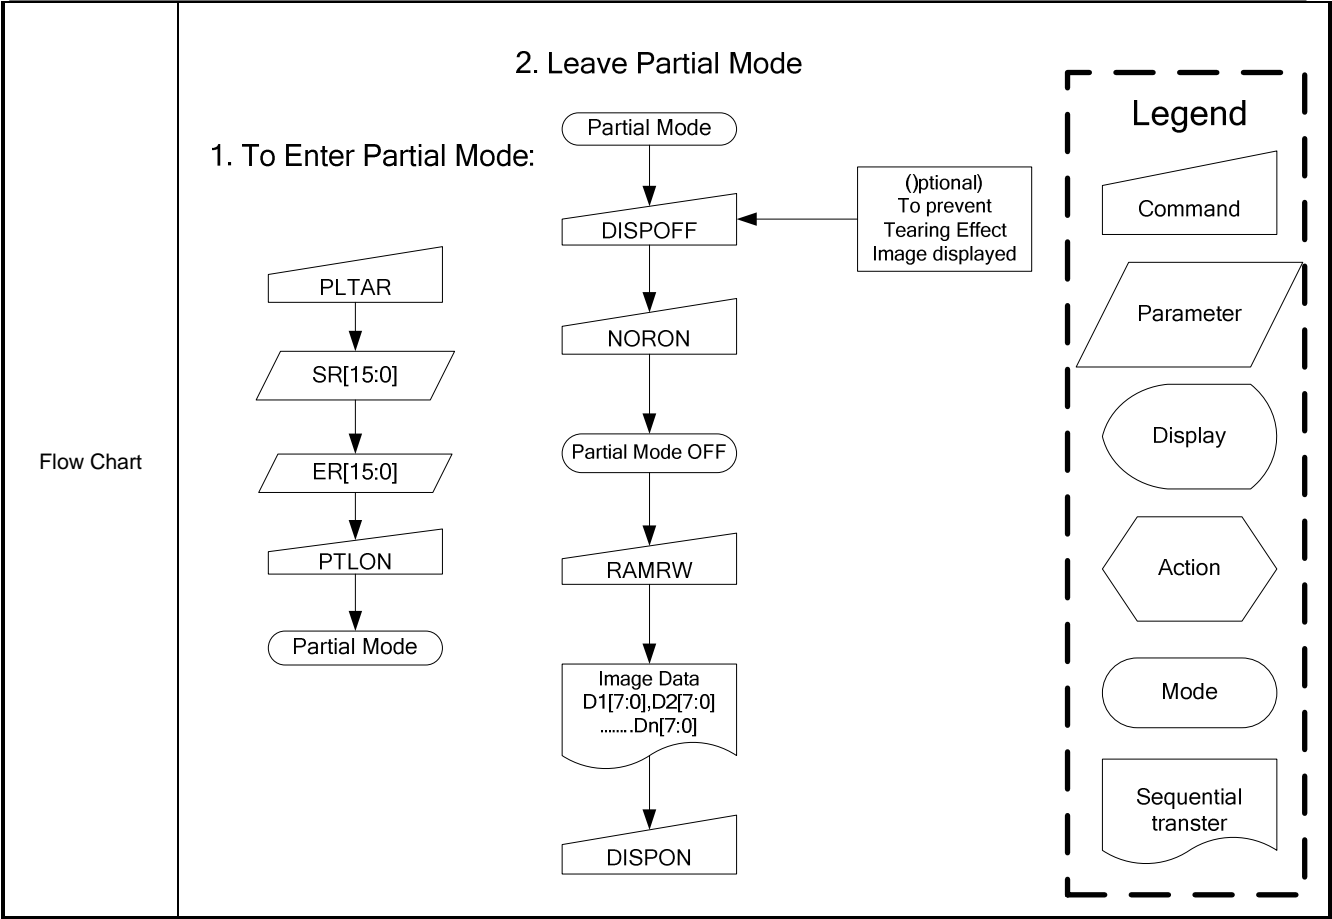 Flow Chart
1. To Enter Partial Mode:
PLTAR
SR[15:0]
ER[15:0]
PTLON
Partial Mode
2. Leave Partial Mode
Partial Mode
DISPOFF
()ptional)
To prevent
Tearing Effect
Image displayed
NORON
Partial Mode OFF
RAMRW
Image Data
D1[7:0],D2[7:0]
........Dn[7:0]
DISPON
Legend
Command
Parameter
Display
Action
Mode
Sequential
transter